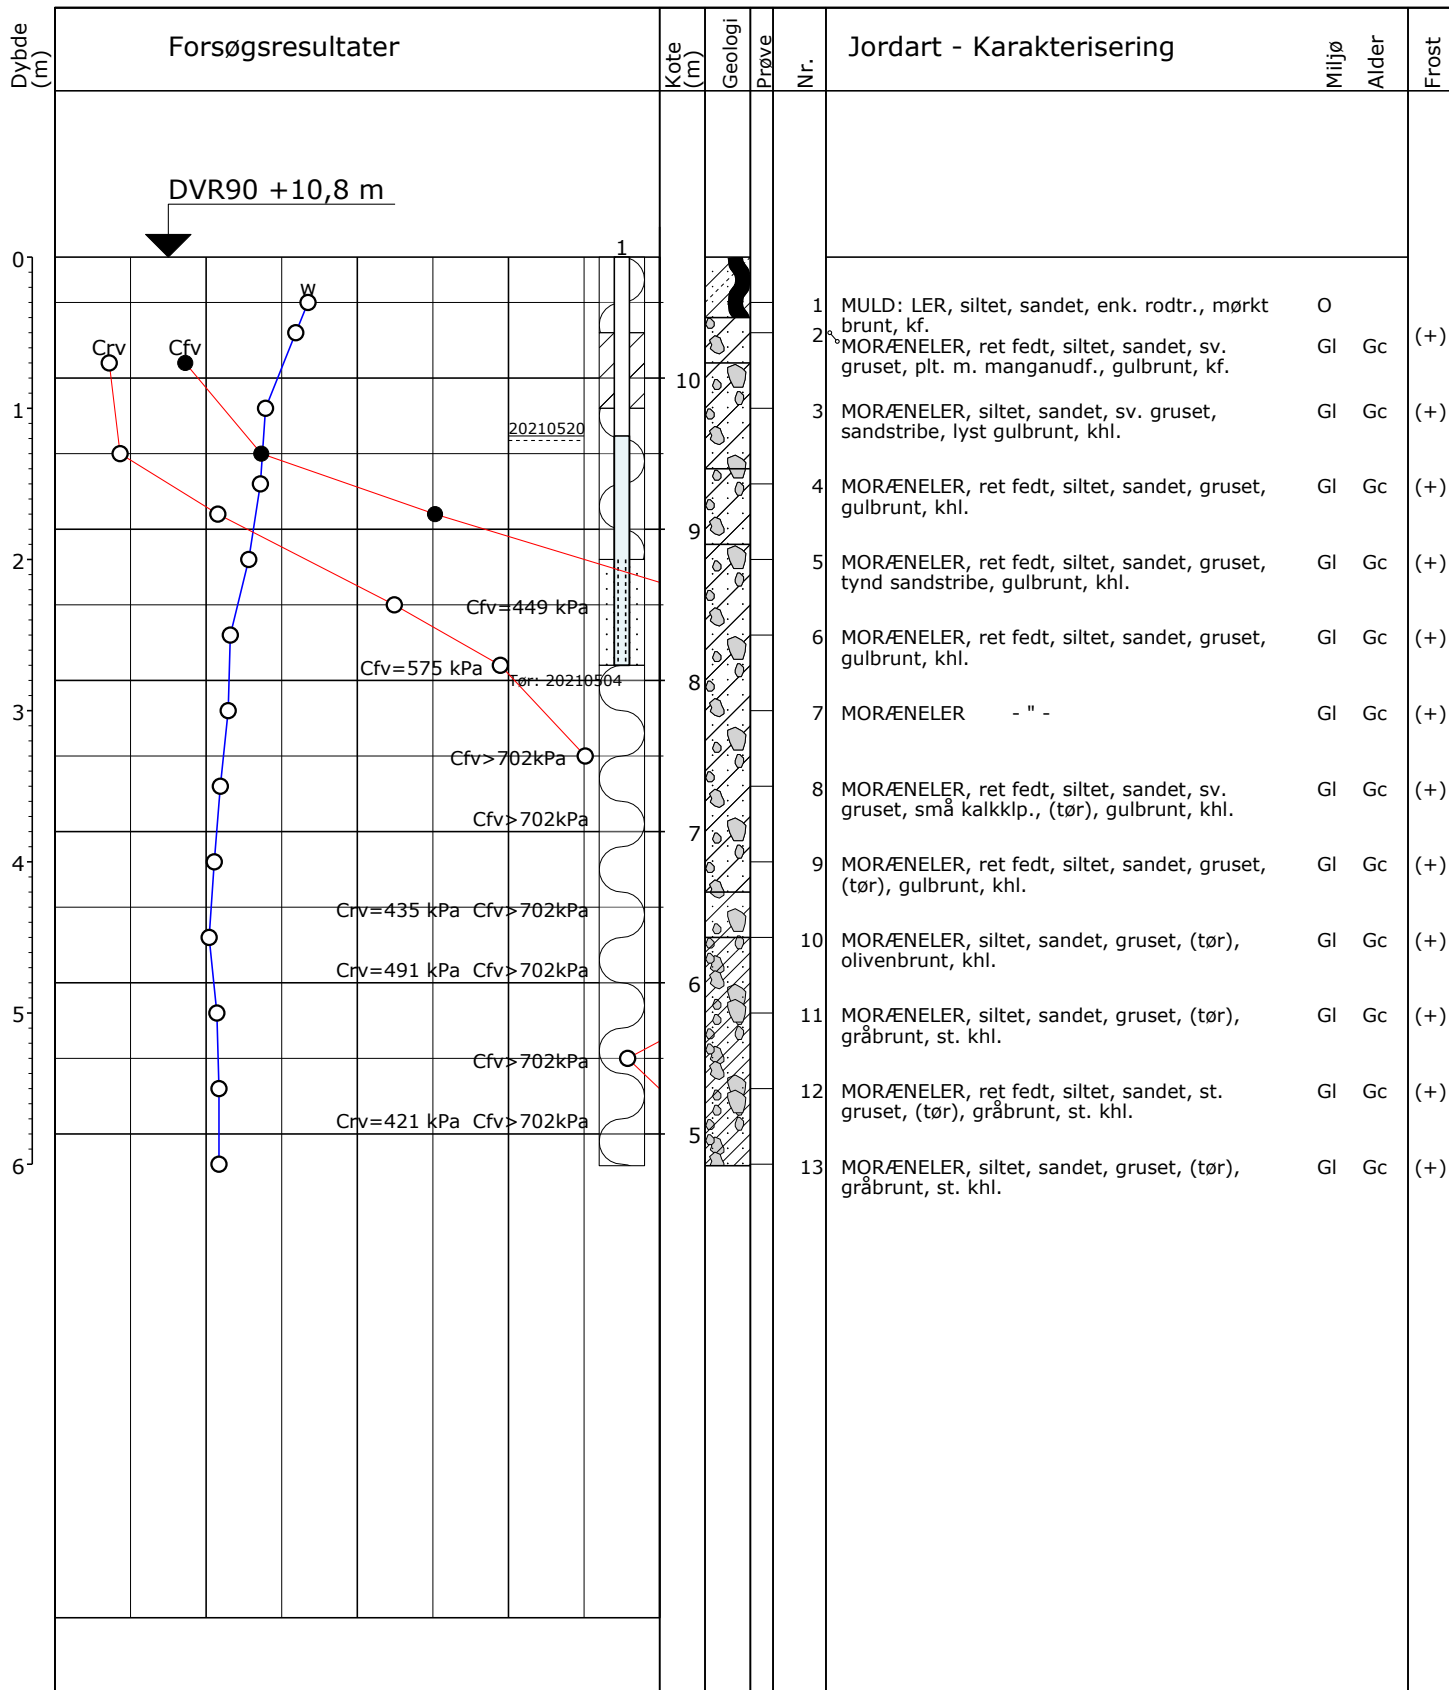 Dybde
(m)
Forsøgsresultater
Kote
(m)
Geologi
Prøve
Nr.
Jordart - Karakterisering
Miljø
Alder
Frost
DVR90 +10,8 m
1
w
Crv
Cfv
0
1
2
3
4
5
6
20210520
Cfv=449 kPa
Cfv=575 kPa
Tør: 20210504
Cfv>702kPa
Cfv>702kPa
Crv=435 kPa Cfv>702kPa
Crv=491 kPa Cfv>702kPa
Cfv>702kPa
Crv=421 kPa Cfv>702kPa
10
9
8
7
6
5
1 MULD: LER, siltet, sandet, enk. rodtr., mørkt O
brunt, kf.
2 MORÆNELER, ret fedt, siltet, sandet, sv. Gl Gc (+)
gruset, plt. m. manganudf., gulbrunt, kf.
3 MORÆNELER, siltet, sandet, sv. gruset, Gl Gc (+)
sandstribe, lyst gulbrunt, khl.
4 MORÆNELER, ret fedt, siltet, sandet, gruset, Gl Gc (+)
gulbrunt, khl.
5 MORÆNELER, ret fedt, siltet, sandet, gruset, Gl Gc (+)
tynd sandstribe, gulbrunt, khl.
6 MORÆNELER, ret fedt, siltet, sandet, gruset, Gl Gc (+)
gulbrunt, khl.
7 MORÆNELER - " - Gl Gc (+)
8 MORÆNELER, ret fedt, siltet, sandet, sv. Gl Gc (+)
gruset, små kalkklp., (tør), gulbrunt, khl.
9 MORÆNELER, ret fedt, siltet, sandet, gruset, Gl Gc (+)
(tør), gulbrunt, khl.
10 MORÆNELER, siltet, sandet, gruset, (tør), Gl Gc (+)
olivenbrunt, khl.
11 MORÆNELER, siltet, sandet, gruset, (tør), Gl Gc (+)
gråbrunt, st. khl.
12 MORÆNELER, ret fedt, siltet, sandet, st. Gl Gc (+)
gruset, (tør), gråbrunt, st. khl.
13 MORÆNELER, siltet, sandet, gruset, (tør), Gl Gc (+)
gråbrunt, st. khl.